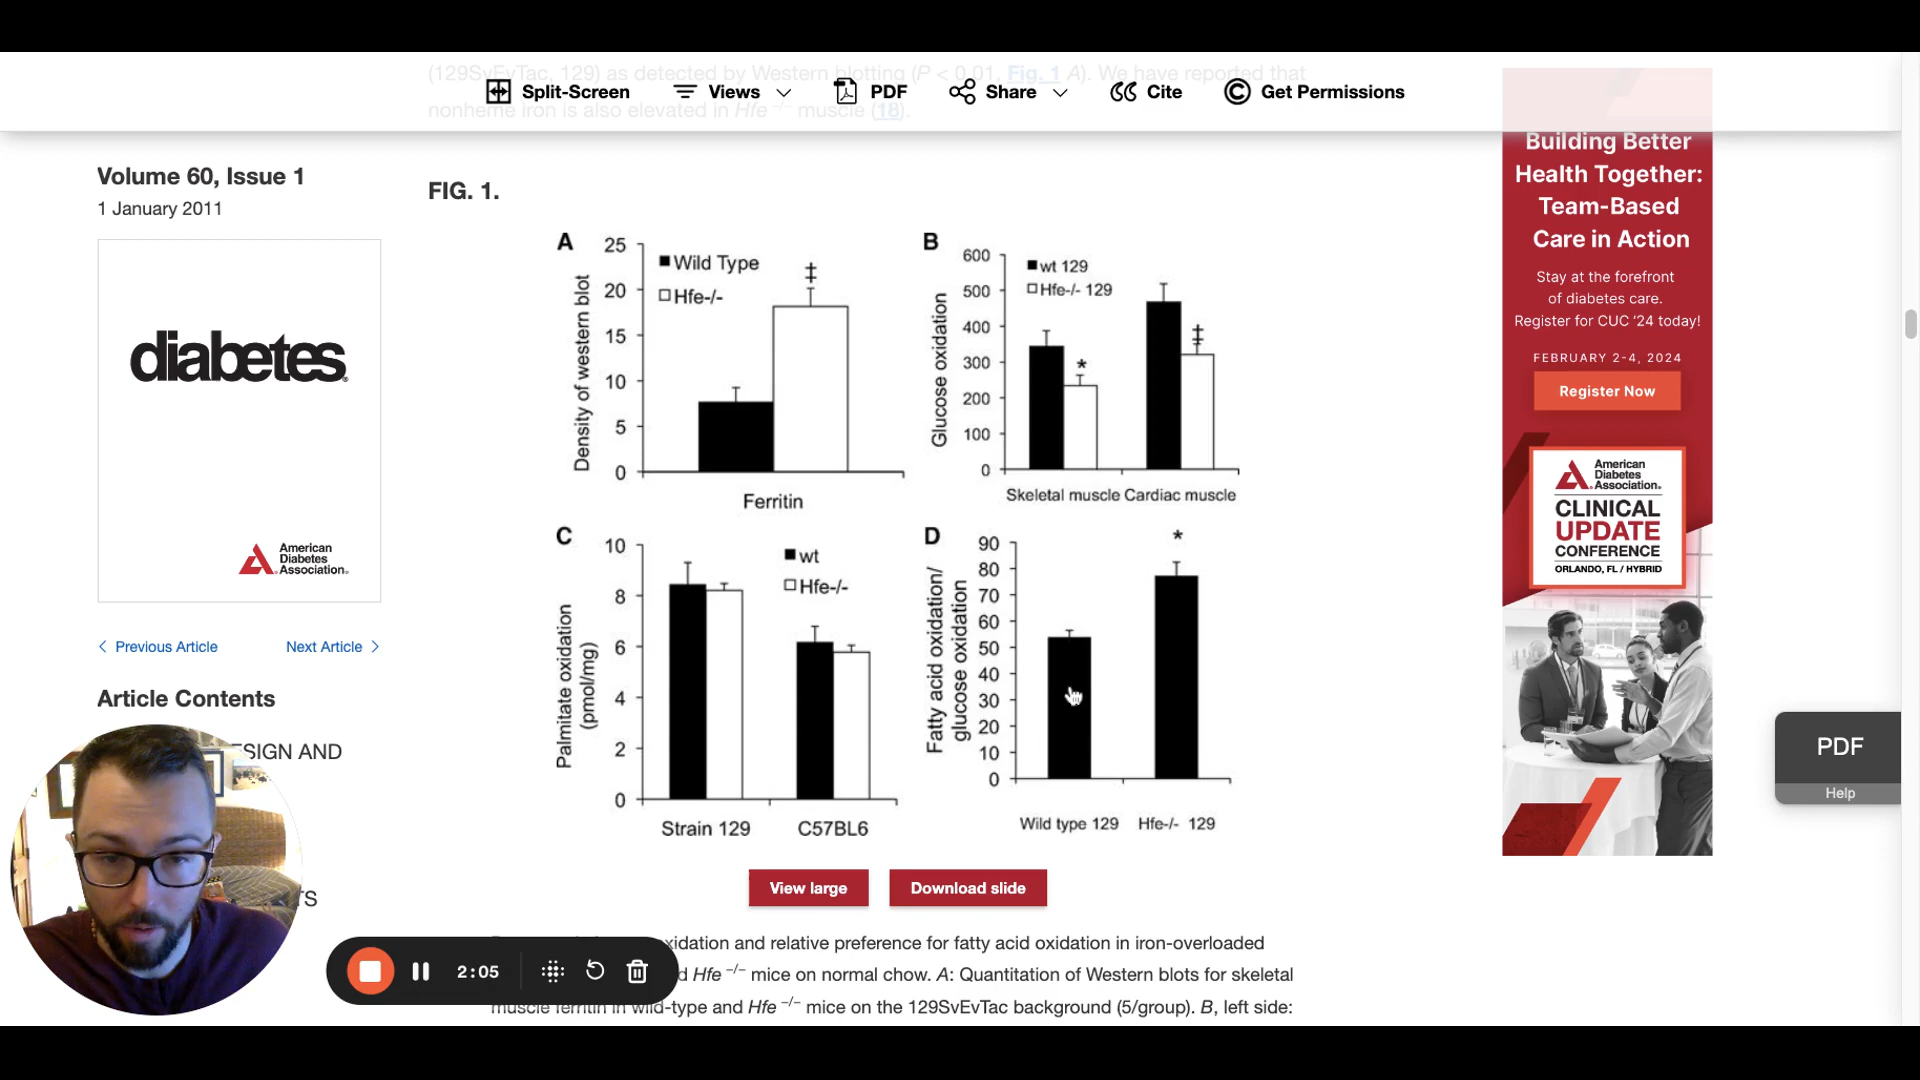 (129SvEvTac, 129) as detected by Western blotting (P < 0.01, Fig. 1 A). We have reported that
nonheme iron is also elevated in Hfe −/− muscle (18).
Split-Screen
Views
PDF
Share
Cite
Get Permissions
Volume 60, Issue 1
1 January 2011
diabetes
American
Diabetes
Association.
Previous Article
Next Article
Article Contents
SIGN AND
TS
FIG. 1.
A
25
20
15
10
5
0
Density of western blot
Wild Type
Hfe-/-
‡
Ferritin
B
600
500
400
300
200
100
0
Glucose oxidation
wt 129
Hfe-/- 129
*
‡
Skeletal muscle Cardiac muscle
C
10
8
6
4
2
0
Palmitate oxidation
(pmol/mg)
wt
Hfe-/-
Strain 129
C57BL6
D
90
80
70
60
50
40
30
20
10
0
Fatty acid oxidation/
glucose oxidation
*
Wild type 129
Hfe-/- 129
View large
Download slide
xidation and relative preference for fatty acid oxidation in iron-overloaded
d Hfe −/− mice on normal chow. A: Quantitation of Western blots for skeletal
muscle ferritin in wild-type and Hfe −/− mice on the 129SvEvTac background (5/group). B, left side:
2:05
Building Better
Health Together:
Team-Based
Care in Action
Stay at the forefront
of diabetes care.
Register for CUC '24 today!
FEBRUARY 2-4, 2024
Register Now
American
Diabetes
Association.
CLINICAL
UPDATE
CONFERENCE
ORLANDO, FL / HYBRID
PDF
Help